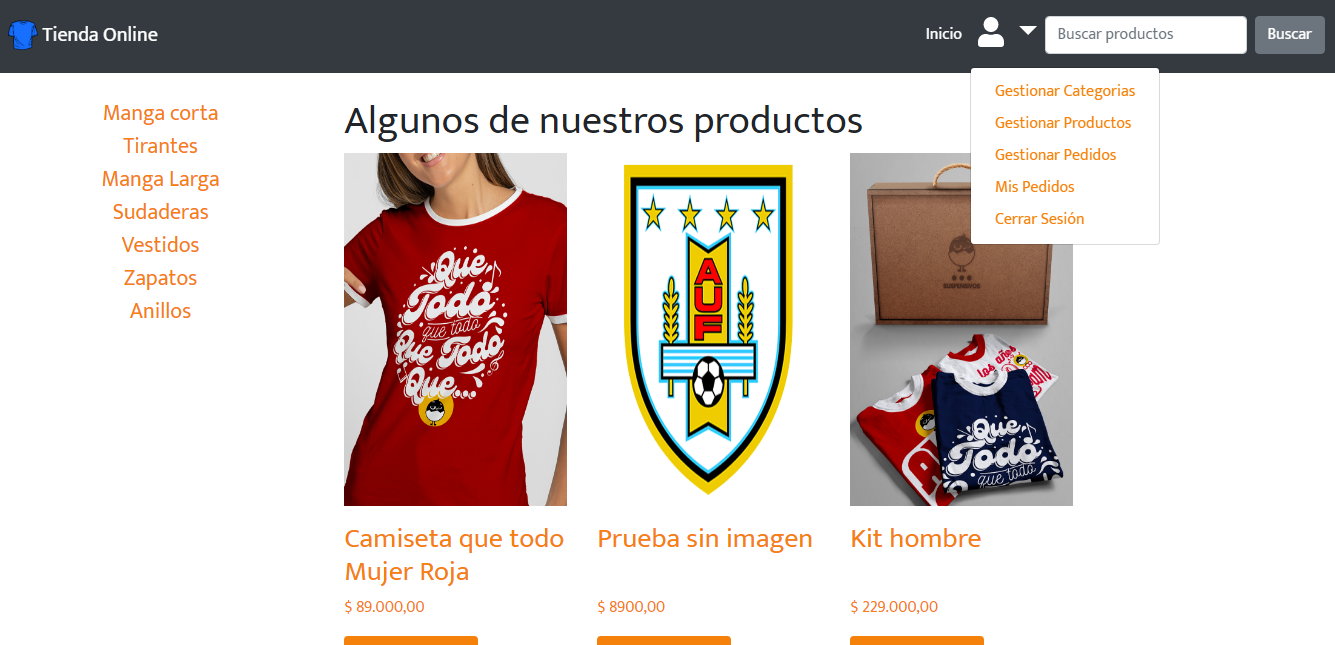 Tienda Online
Inicio
Buscar productos
Buscar
Gestionar Categorias
Gestionar Productos
Gestionar Pedidos
Mis Pedidos
Cerrar Sesión
Manga corta
Tirantes
Manga Larga
Sudaderas
Vestidos
Zapatos
Anillos
Algunos de nuestros productos
Que
Todo
que todo
Que Todo
Que...
AUF
SUSPENSIVOS
los años
Que
Todo
que todo
Camiseta que todo
Mujer Roja
$ 89.000,00
Prueba sin imagen
$ 8900,00
Kit hombre
$ 229.000,00